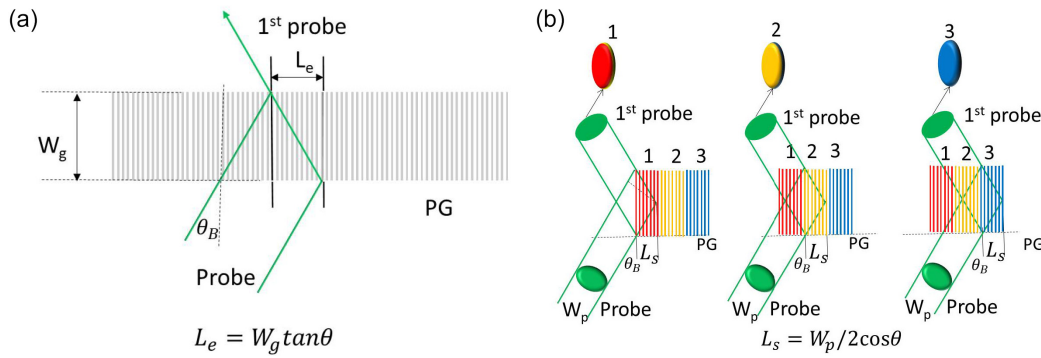 (a)
1st probe
Le
Wg
PG
θB
Probe
Le = Wg tanθ
(b)
1
1st probe
1 2 3
PG
θB
Ls
Wp Probe
2
1st probe
1 2 3
PG
θB
Ls
Wp Probe
3
1st probe
1 2 3
PG
θB
Ls
Wp Probe
Ls = Wp/2cosθ